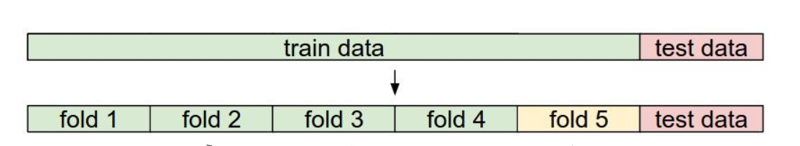 train data test data
fold 1 fold 2 fold 3 fold 4 fold 5 test data